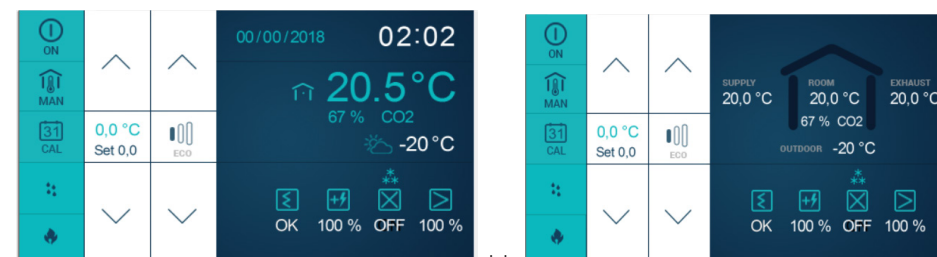 ON
MAN
31
CAL
0,0 °C
Set 0,0
ECO
00/00/2018 02:02
20.5°C
67 % CO2
-20°C
OK 100 % OFF 100 %
ON
MAN
31
CAL
0,0 °C
Set 0,0
ECO
SUPPLY ROOM EXHAUST
20,0 °C 20,0 °C 20,0 °C
67 % CO2
OUTDOOR -20 °C
OK 100 % OFF 100 %